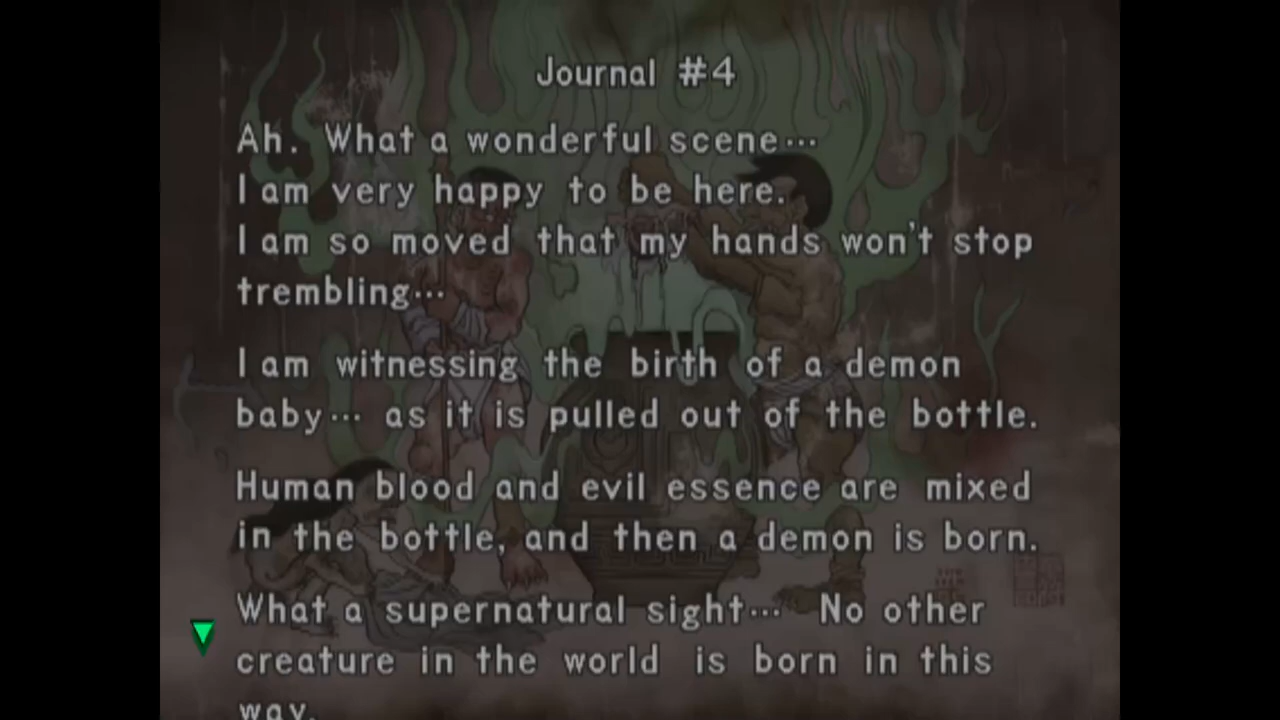 Journal #4
Ah. What a wonderful scene…
I am very happy to be here.
I am so moved that my hands won't stop
trembling…
I am witnessing the birth of a demon
baby… as it is pulled out of the bottle.
Human blood and evil essence are mixed
in the bottle, and then a demon is born.
What a supernatural sight… No other
creature in the world is born in this
way.